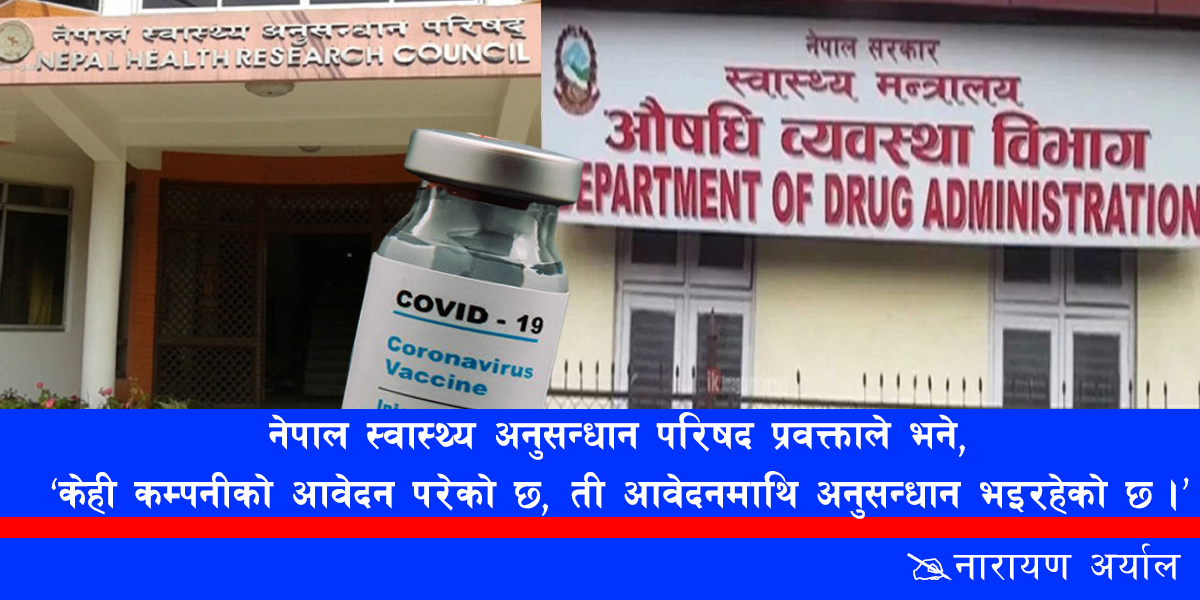 नेपाल स्वास्थ्य अनुसन्धान परिषद्
NEPAL HEALTH RESEARCH COUNCIL
नेपाल सरकार
स्वास्थ्य मन्त्रालय
औषधि व्यवस्था विभाग
DEPARTMENT OF DRUG ADMINISTRATION
COVID - 19
Coronavirus
Vaccine
नेपाल स्वास्थ्य अनुसन्धान परिषद प्रवक्ताले भने,
‘केही कम्पनीको आवेदन परेको छ, ती आवेदनमाथि अनुसन्धान भइरहेको छ ।’
नारायण अर्याल